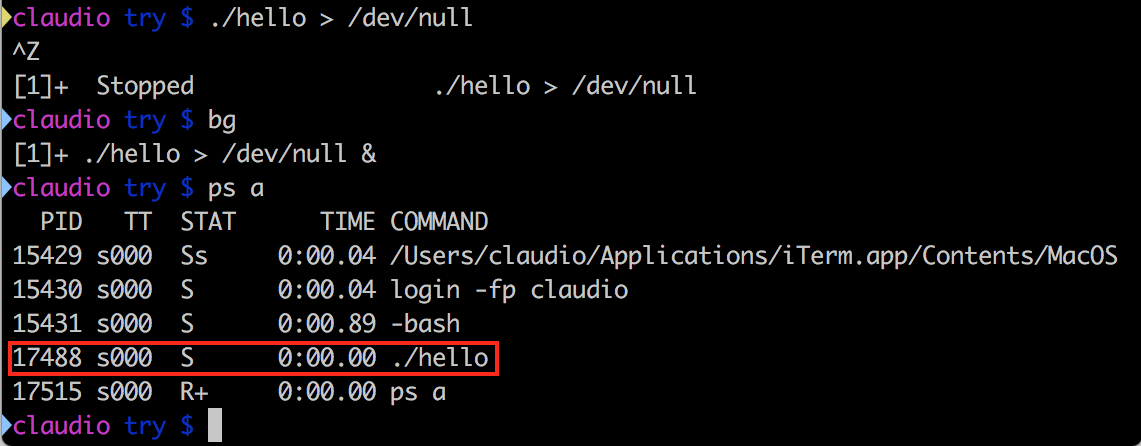 claudio try $ ./hello > /dev/null
^Z
[1]+  Stopped                 ./hello > /dev/null
claudio try $ bg
[1]+ ./hello > /dev/null &
claudio try $ ps a
  PID   TT  STAT      TIME COMMAND
15429 s000  Ss     0:00.04 /Users/claudio/Applications/iTerm.app/Contents/MacOS
15430 s000  S      0:00.04 login -fp claudio
15431 s000  S      0:00.89 -bash
17488 s000  S      0:00.00 ./hello
17515 s000  R+     0:00.00 ps a
claudio try $